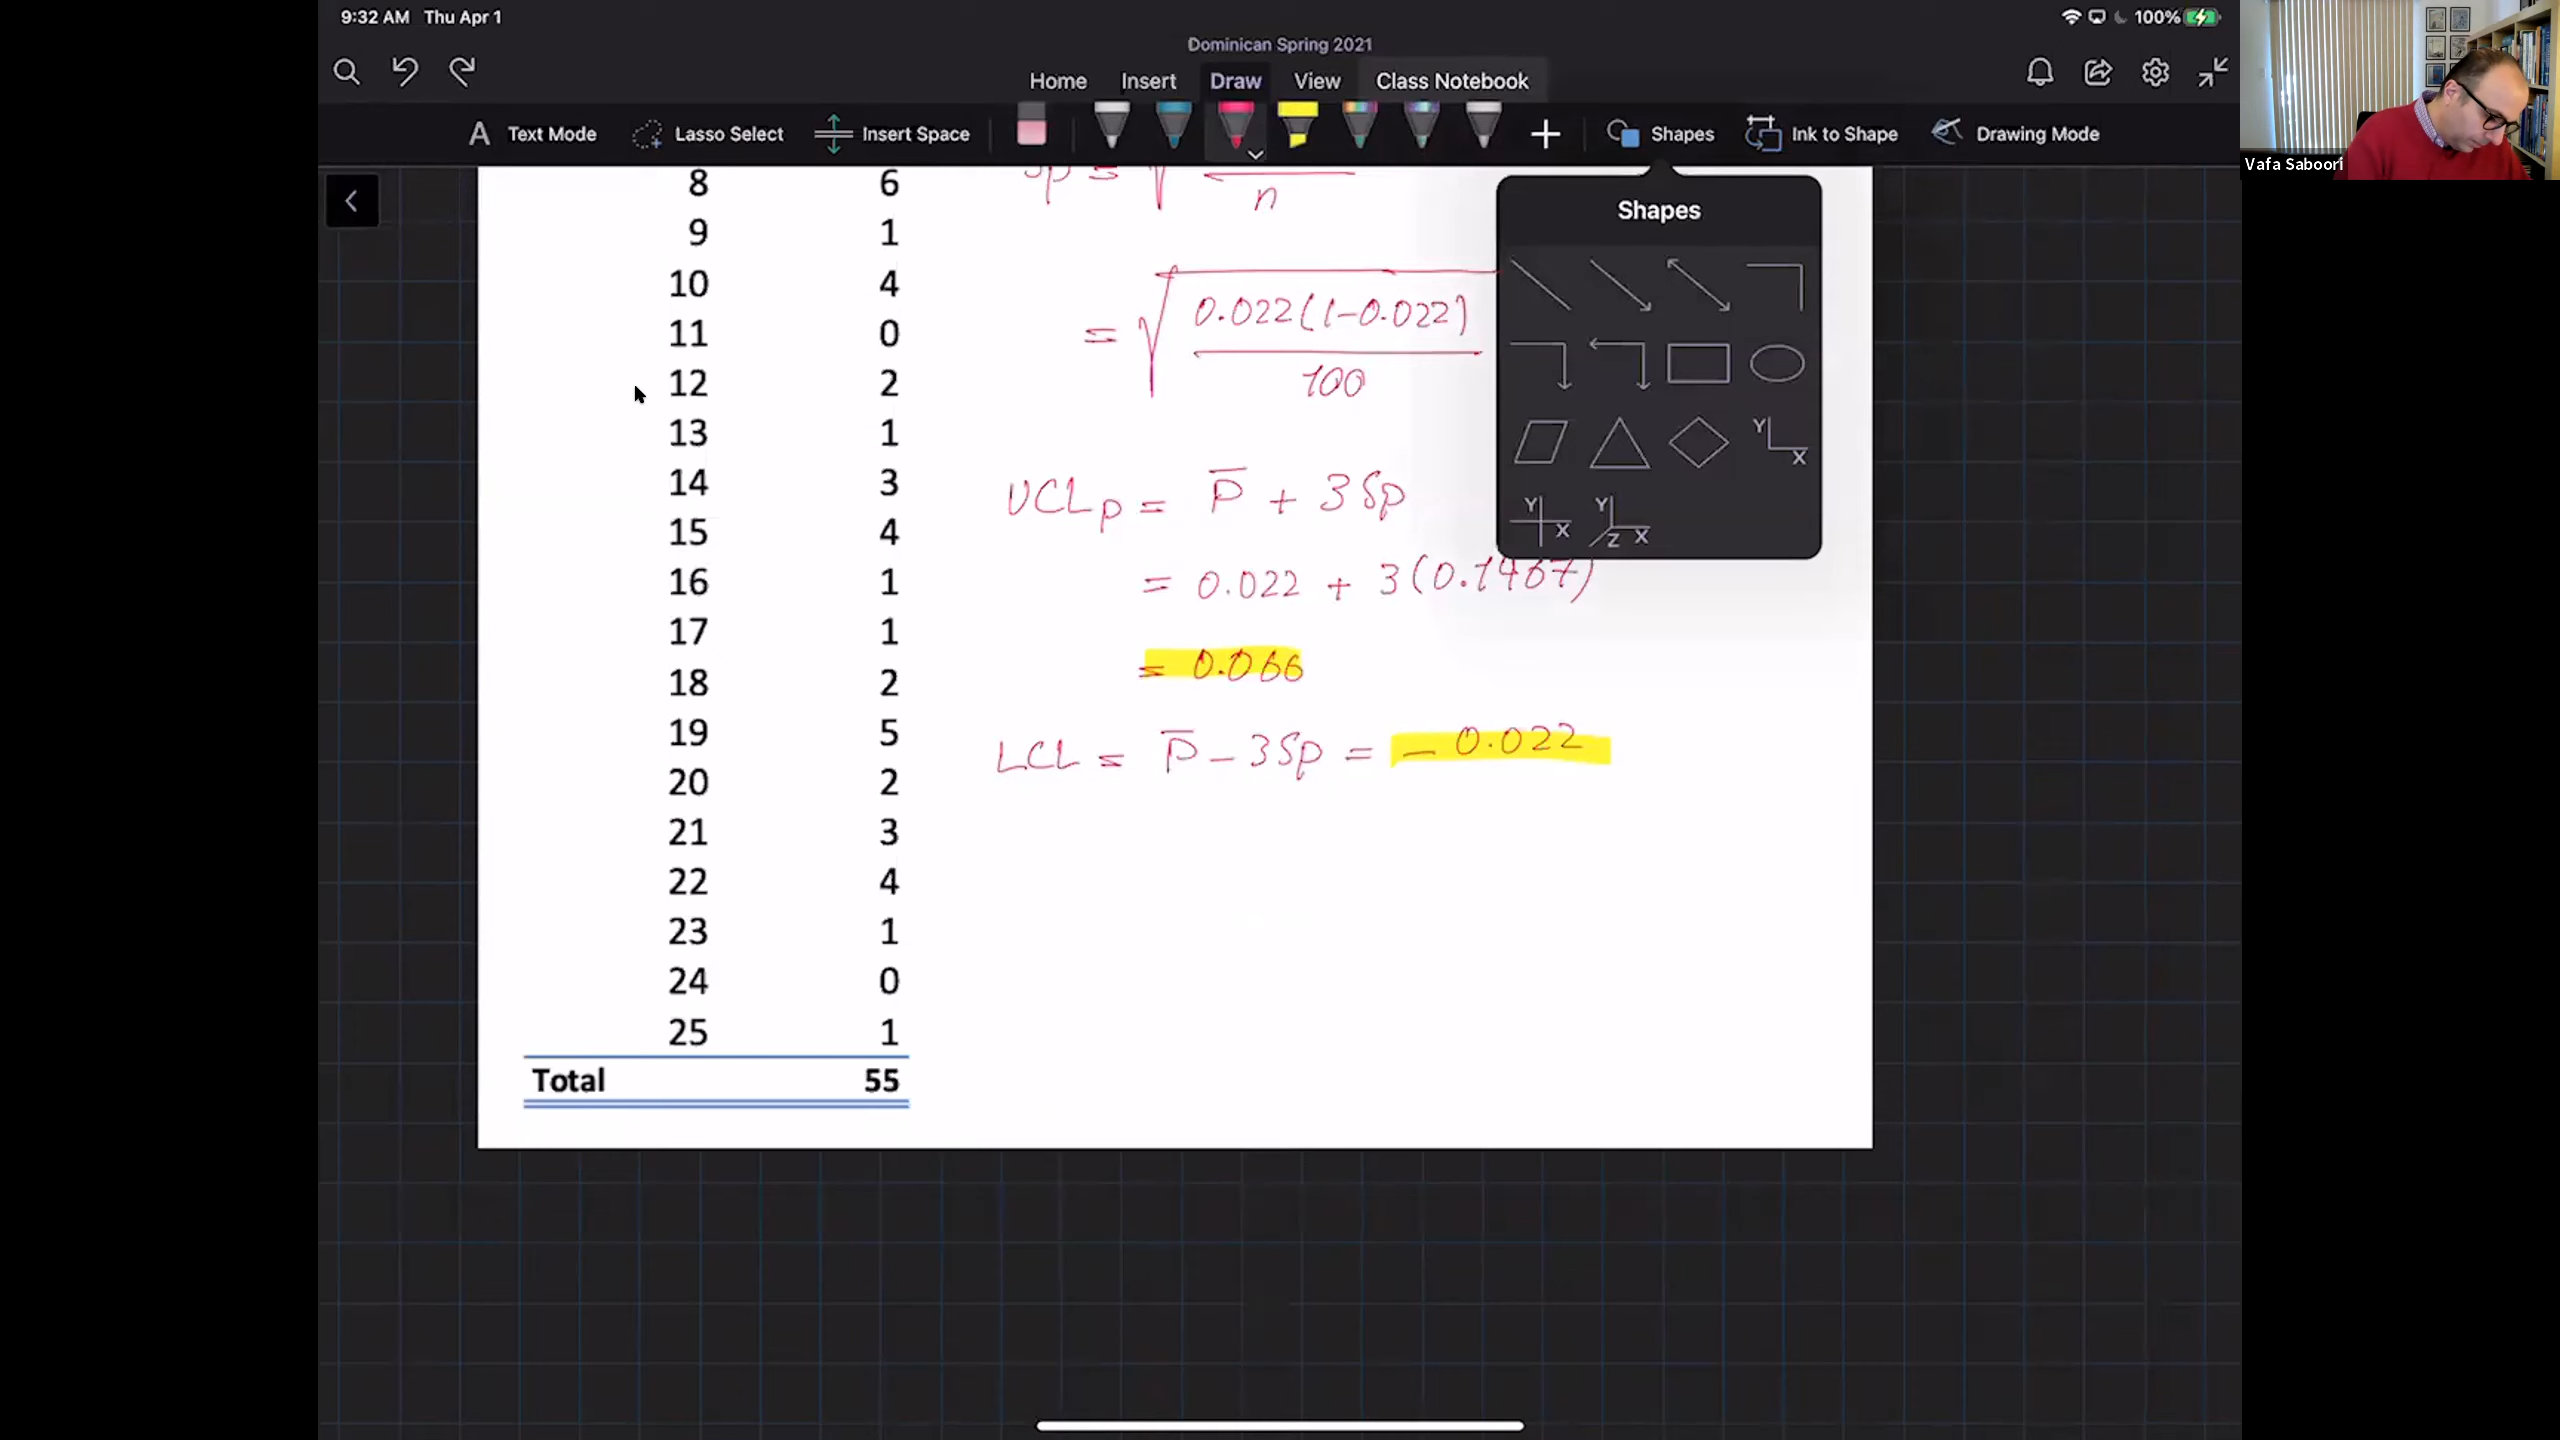 9:32 AM Thu Apr 1
100%
Dominican Spring 2021
Home Insert Draw View Class Notebook
A Text Mode Lasso Select Insert Space Shapes Ink to Shape Drawing Mode
Vafa Saboori
Shapes
Y X
Y X
Y Z X
8 6
9 1
10 4
11 0
12 2
13 1
14 3
15 4
16 1
17 1
18 2
19 5
20 2
21 3
22 4
23 1
24 0
25 1
Total 55
Sp = √ n
= √ 0.022(1-0.022)
100
UCLp = P̅ + 3Sp
= 0.022 + 3(0.1467)
= 0.066
LCL = P̅ - 3Sp = - 0.022